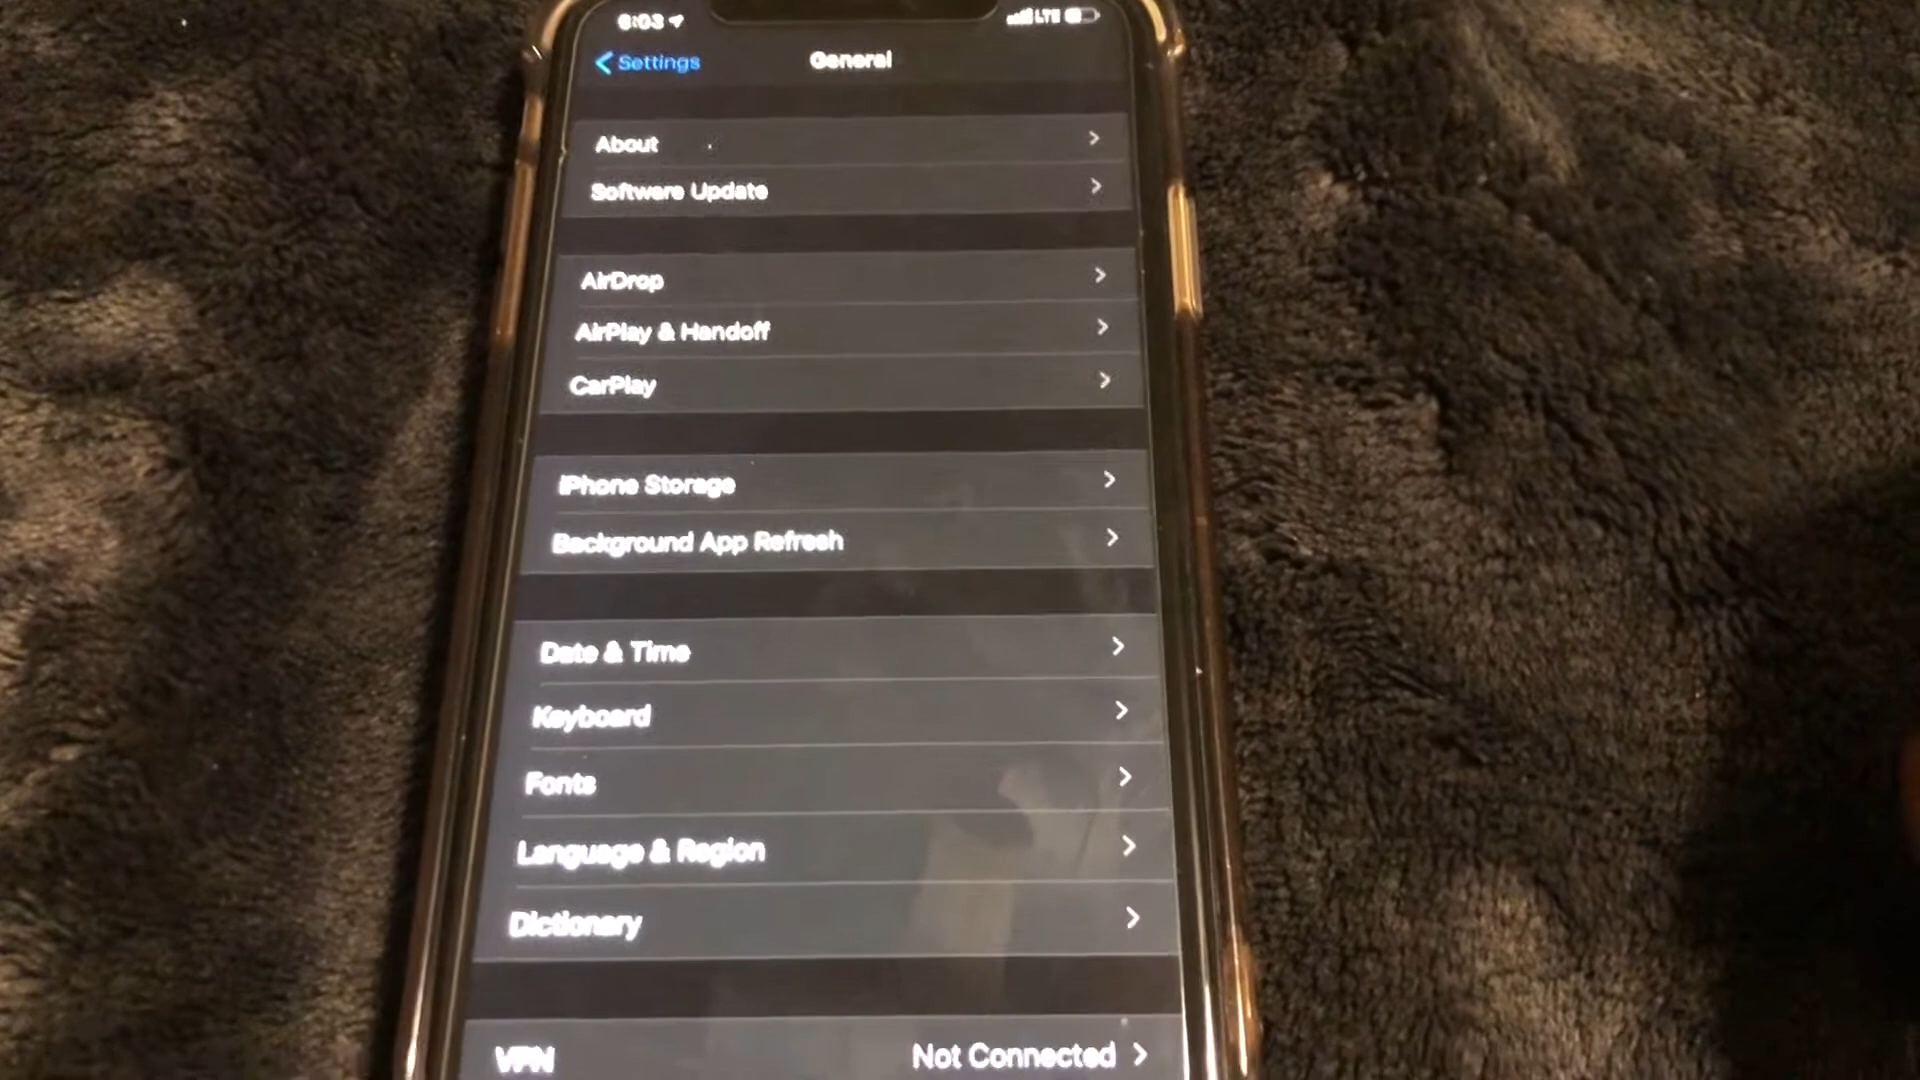 6:03
LTE
Settings
General
About
Software Update
AirDrop
AirPlay & Handoff
CarPlay
iPhone Storage
Background App Refresh
Date & Time
Keyboard
Fonts
Language & Region
Dictionary
VPN Not Connected